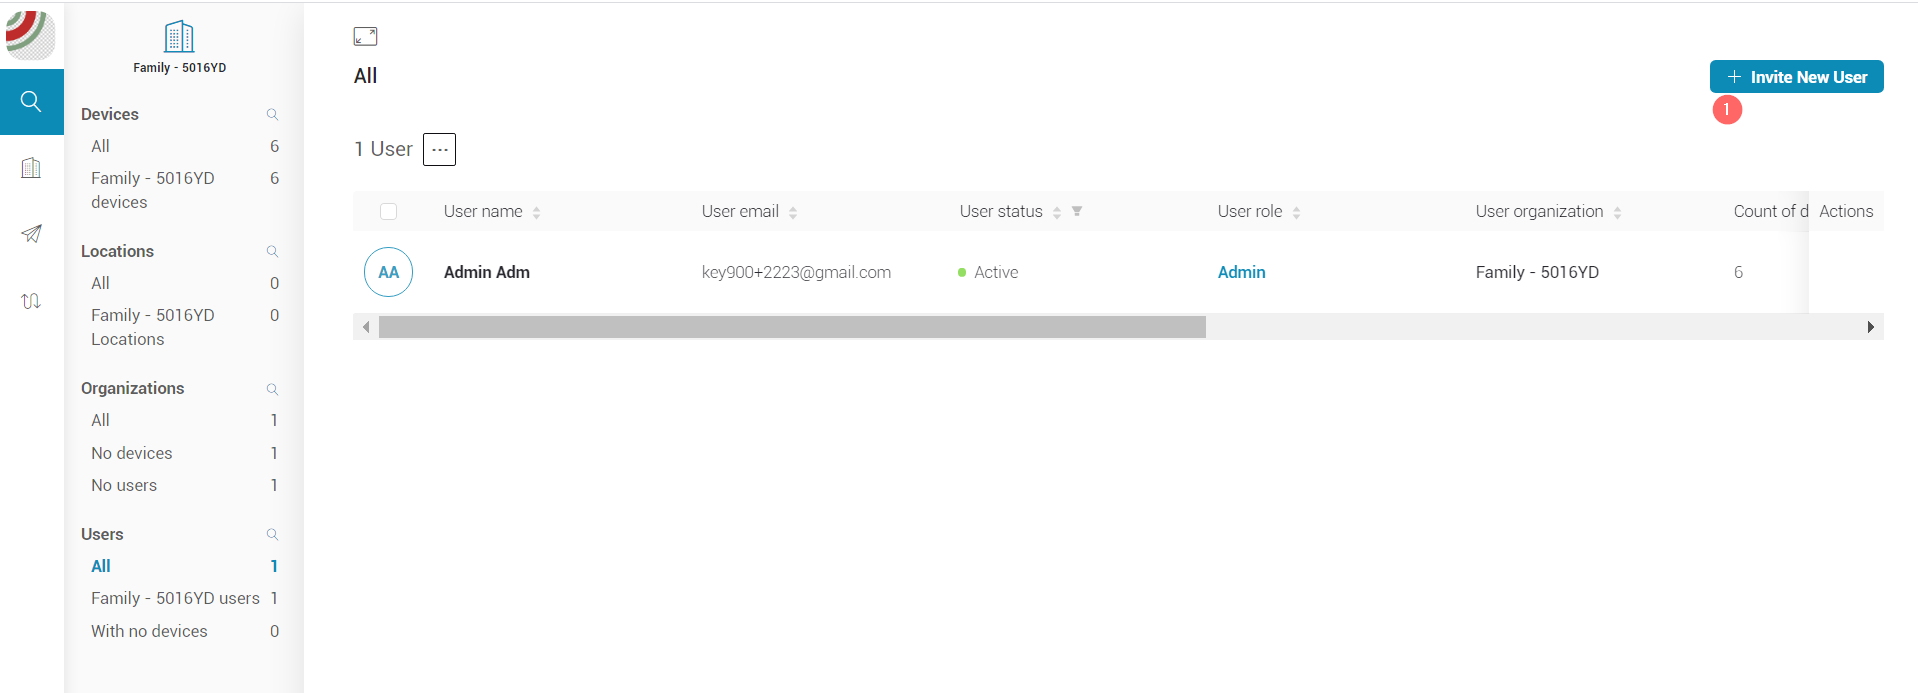 Family - 5016YD
Devices
All 6
Family - 5016YD 6
devices
Locations
All 0
Family - 5016YD 0
Locations
Organizations
All 1
No devices 1
No users 1
Users
All 1
Family - 5016YD users 1
With no devices 0
All
+ Invite New User
1
1 User ...
User name User email User status User role User organization Count of d Actions
AA Admin Adm key900+2223@gmail.com Active Admin Family - 5016YD 6